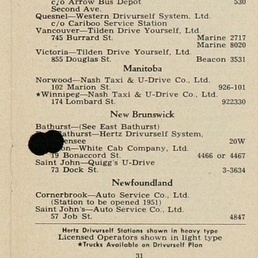 c/o Arrow Bus Depot 530
Second Ave.
Quesnel—Western Drivurself System, Ltd.
c/o Cariboo Service Station
Vancouver—Tilden Drive Yourself, Ltd
745 Burrard St. Marine 2717
Marine 8020
Victoria—Tilden Drive Yourself, Ltd.
855 Douglas St. Beacon 3531
Manitoba
Norwood—Nash Taxi & U-Drive Co., Ltd.
102 Marion St. 926-101
★Winnipeg—Nash Taxi & U-Drive Co., Ltd.
174 Lombard St. 922330
New Brunswick
Bathurst—(See East Bathurst)
Bathurst—Hertz Drivurself System,
ensee 20W
on—White Cab Company, Ltd.
19 Bonaccord St. 4466 or 4467
Saint John—Quigg's U-Drive
73 Dock St. 3-3634
Newfoundland
Cornerbrook—Auto Service Co., Ltd.
(Station to be opened 1951)
Saint John's—Auto Service Co., Ltd.
57 Job St. 4847
Hertz Drivurself Stations shown in heavy type
Licensed Operators shown in light type
★Trucks Available on Drivurself Plan
31